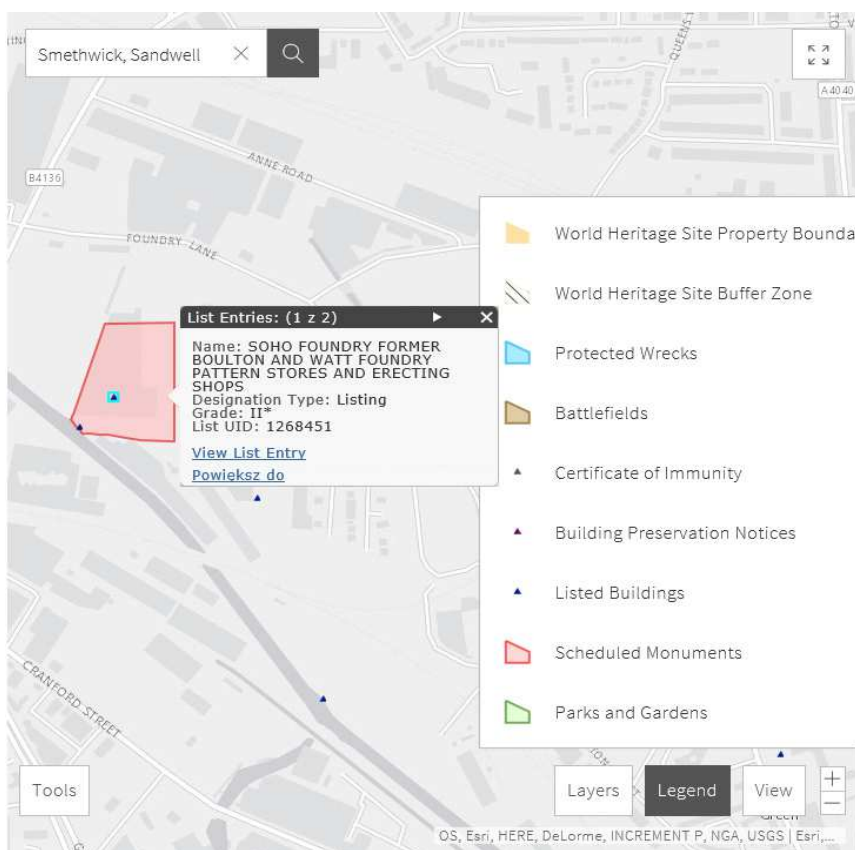 Smethwick, Sandwell
QUEENS
A4040
ANNE ROAD
B4136
FOUNDRY LANE
World Heritage Site Property Bounda
World Heritage Site Buffer Zone
Protected Wrecks
Battlefields
Certificate of Immunity
Building Preservation Notices
Listed Buildings
Scheduled Monuments
Parks and Gardens
List Entries: (1 z 2)
Name: SOHO FOUNDRY FORMER
BOULTON AND WATT FOUNDRY
PATTERN STORES AND ERECTING
SHOPS
Designation Type: Listing
Grade: II*
List UID: 1268451
View List Entry
Powiększ do
CRANFORD STREET
Tools
Layers
Legend
View
Green
OS, Esri, HERE, DeLorme, INCREMENT P, NGA, USGS | Esri,...